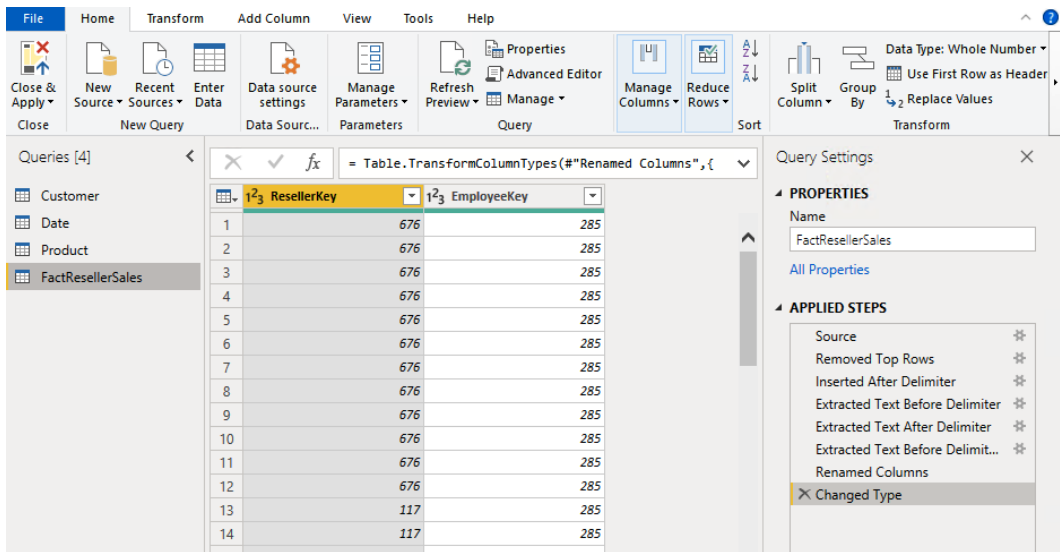 File Home Transform Add Column View Tools Help
Close & Apply
New Source
Recent Sources
Enter Data
Data source settings
Manage Parameters
Refresh Preview
Properties
Advanced Editor
Manage
Manage Columns
Reduce Rows
Split Column
Group By
Data Type: Whole Number
Use First Row as Header
Replace Values
Close New Query Data Sourc... Parameters Query Sort Transform
Queries [4]
Customer
Date
Product
FactResellerSales
fx = Table.TransformColumnTypes(#"Renamed Columns",{
ResellerKey EmployeeKey
1 676 285
2 676 285
3 676 285
4 676 285
5 676 285
6 676 285
7 676 285
8 676 285
9 676 285
10 676 285
11 676 285
12 676 285
13 117 285
14 117 285
Query Settings
PROPERTIES
Name
FactResellerSales
All Properties
APPLIED STEPS
Source
Removed Top Rows
Inserted After Delimiter
Extracted Text Before Delimiter
Extracted Text After Delimiter
Extracted Text Before Delimit...
Renamed Columns
Changed Type